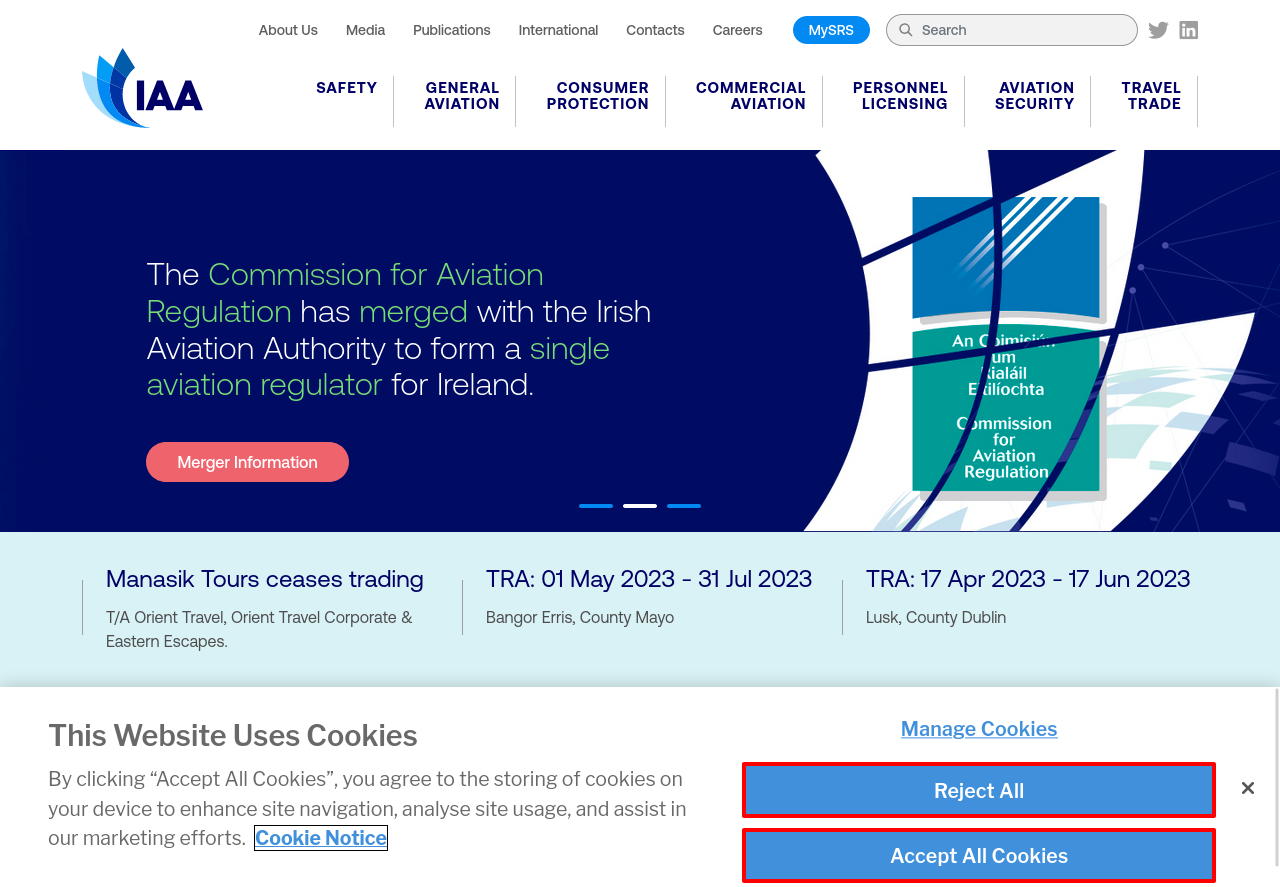 About Us Media Publications International Contacts Careers MySRS Search
IAA
SAFETY
GENERAL
AVIATION
CONSUMER
PROTECTION
COMMERCIAL
AVIATION
PERSONNEL
LICENSING
AVIATION
SECURITY
TRAVEL
TRADE
The Commission for Aviation
Regulation has merged with the Irish
Aviation Authority to form a single
aviation regulator for Ireland.
Merger Information
An Coimisiún
um
Rialáil
Eitlíochta
Commission
for
Aviation
Regulation
Manasik Tours ceases trading
T/A Orient Travel, Orient Travel Corporate &
Eastern Escapes.
TRA: 01 May 2023 - 31 Jul 2023
Bangor Erris, County Mayo
TRA: 17 Apr 2023 - 17 Jun 2023
Lusk, County Dublin
This Website Uses Cookies
By clicking “Accept All Cookies”, you agree to the storing of cookies on
your device to enhance site navigation, analyse site usage, and assist in
our marketing efforts. Cookie Notice
Manage Cookies
Reject All
Accept All Cookies